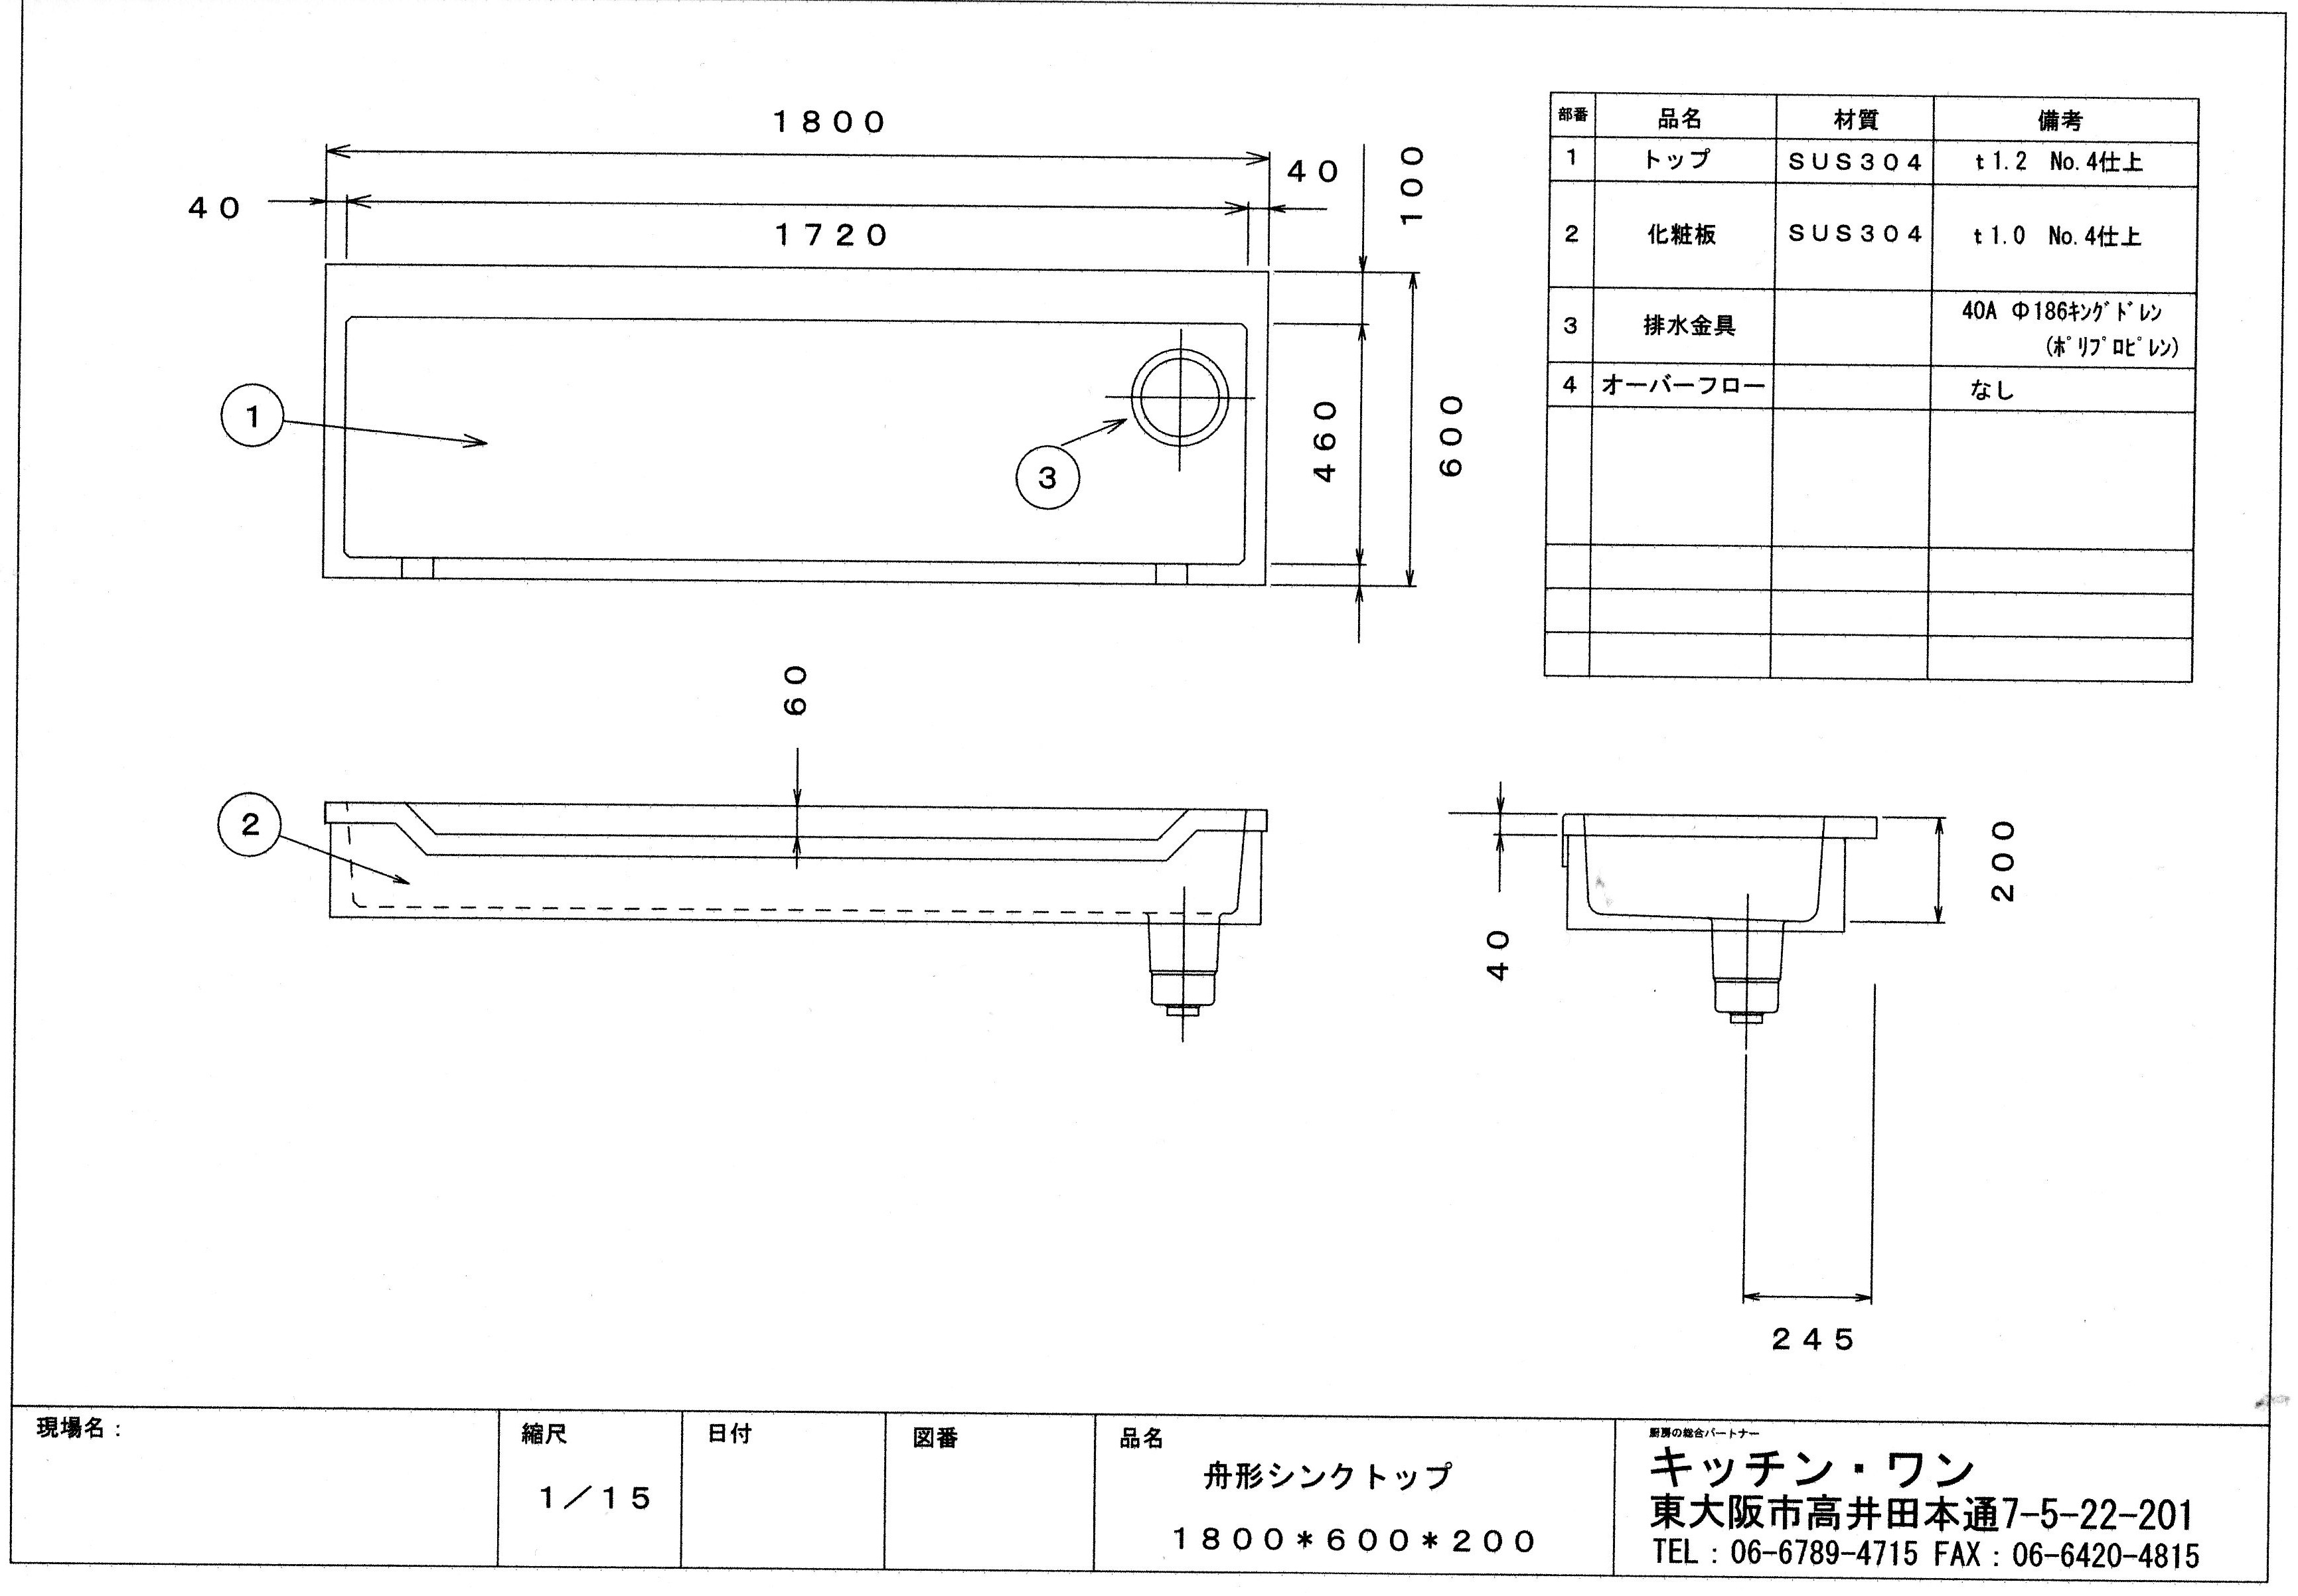 1800
40
1720
40
100
460
600
1
3
部番 品名 材質 備考
1 トップ SUS304 t1.2 No.4仕上
2 化粧板 SUS304 t1.0 No.4仕上
3 排水金具 40A Φ186ｷﾝｸﾞﾄﾞﾚﾝ
(ﾎﾟﾘﾌﾟﾛﾋﾟﾚﾝ)
4 オーバーフロー なし
60
2
40
200
245
現場名：
縮尺
1／15
日付
図番
品名
舟形シンクトップ
1800*600*200
厨房の総合パートナー
キッチン・ワン
東大阪市高井田本通7-5-22-201
TEL：06-6789-4715 FAX：06-6420-4815